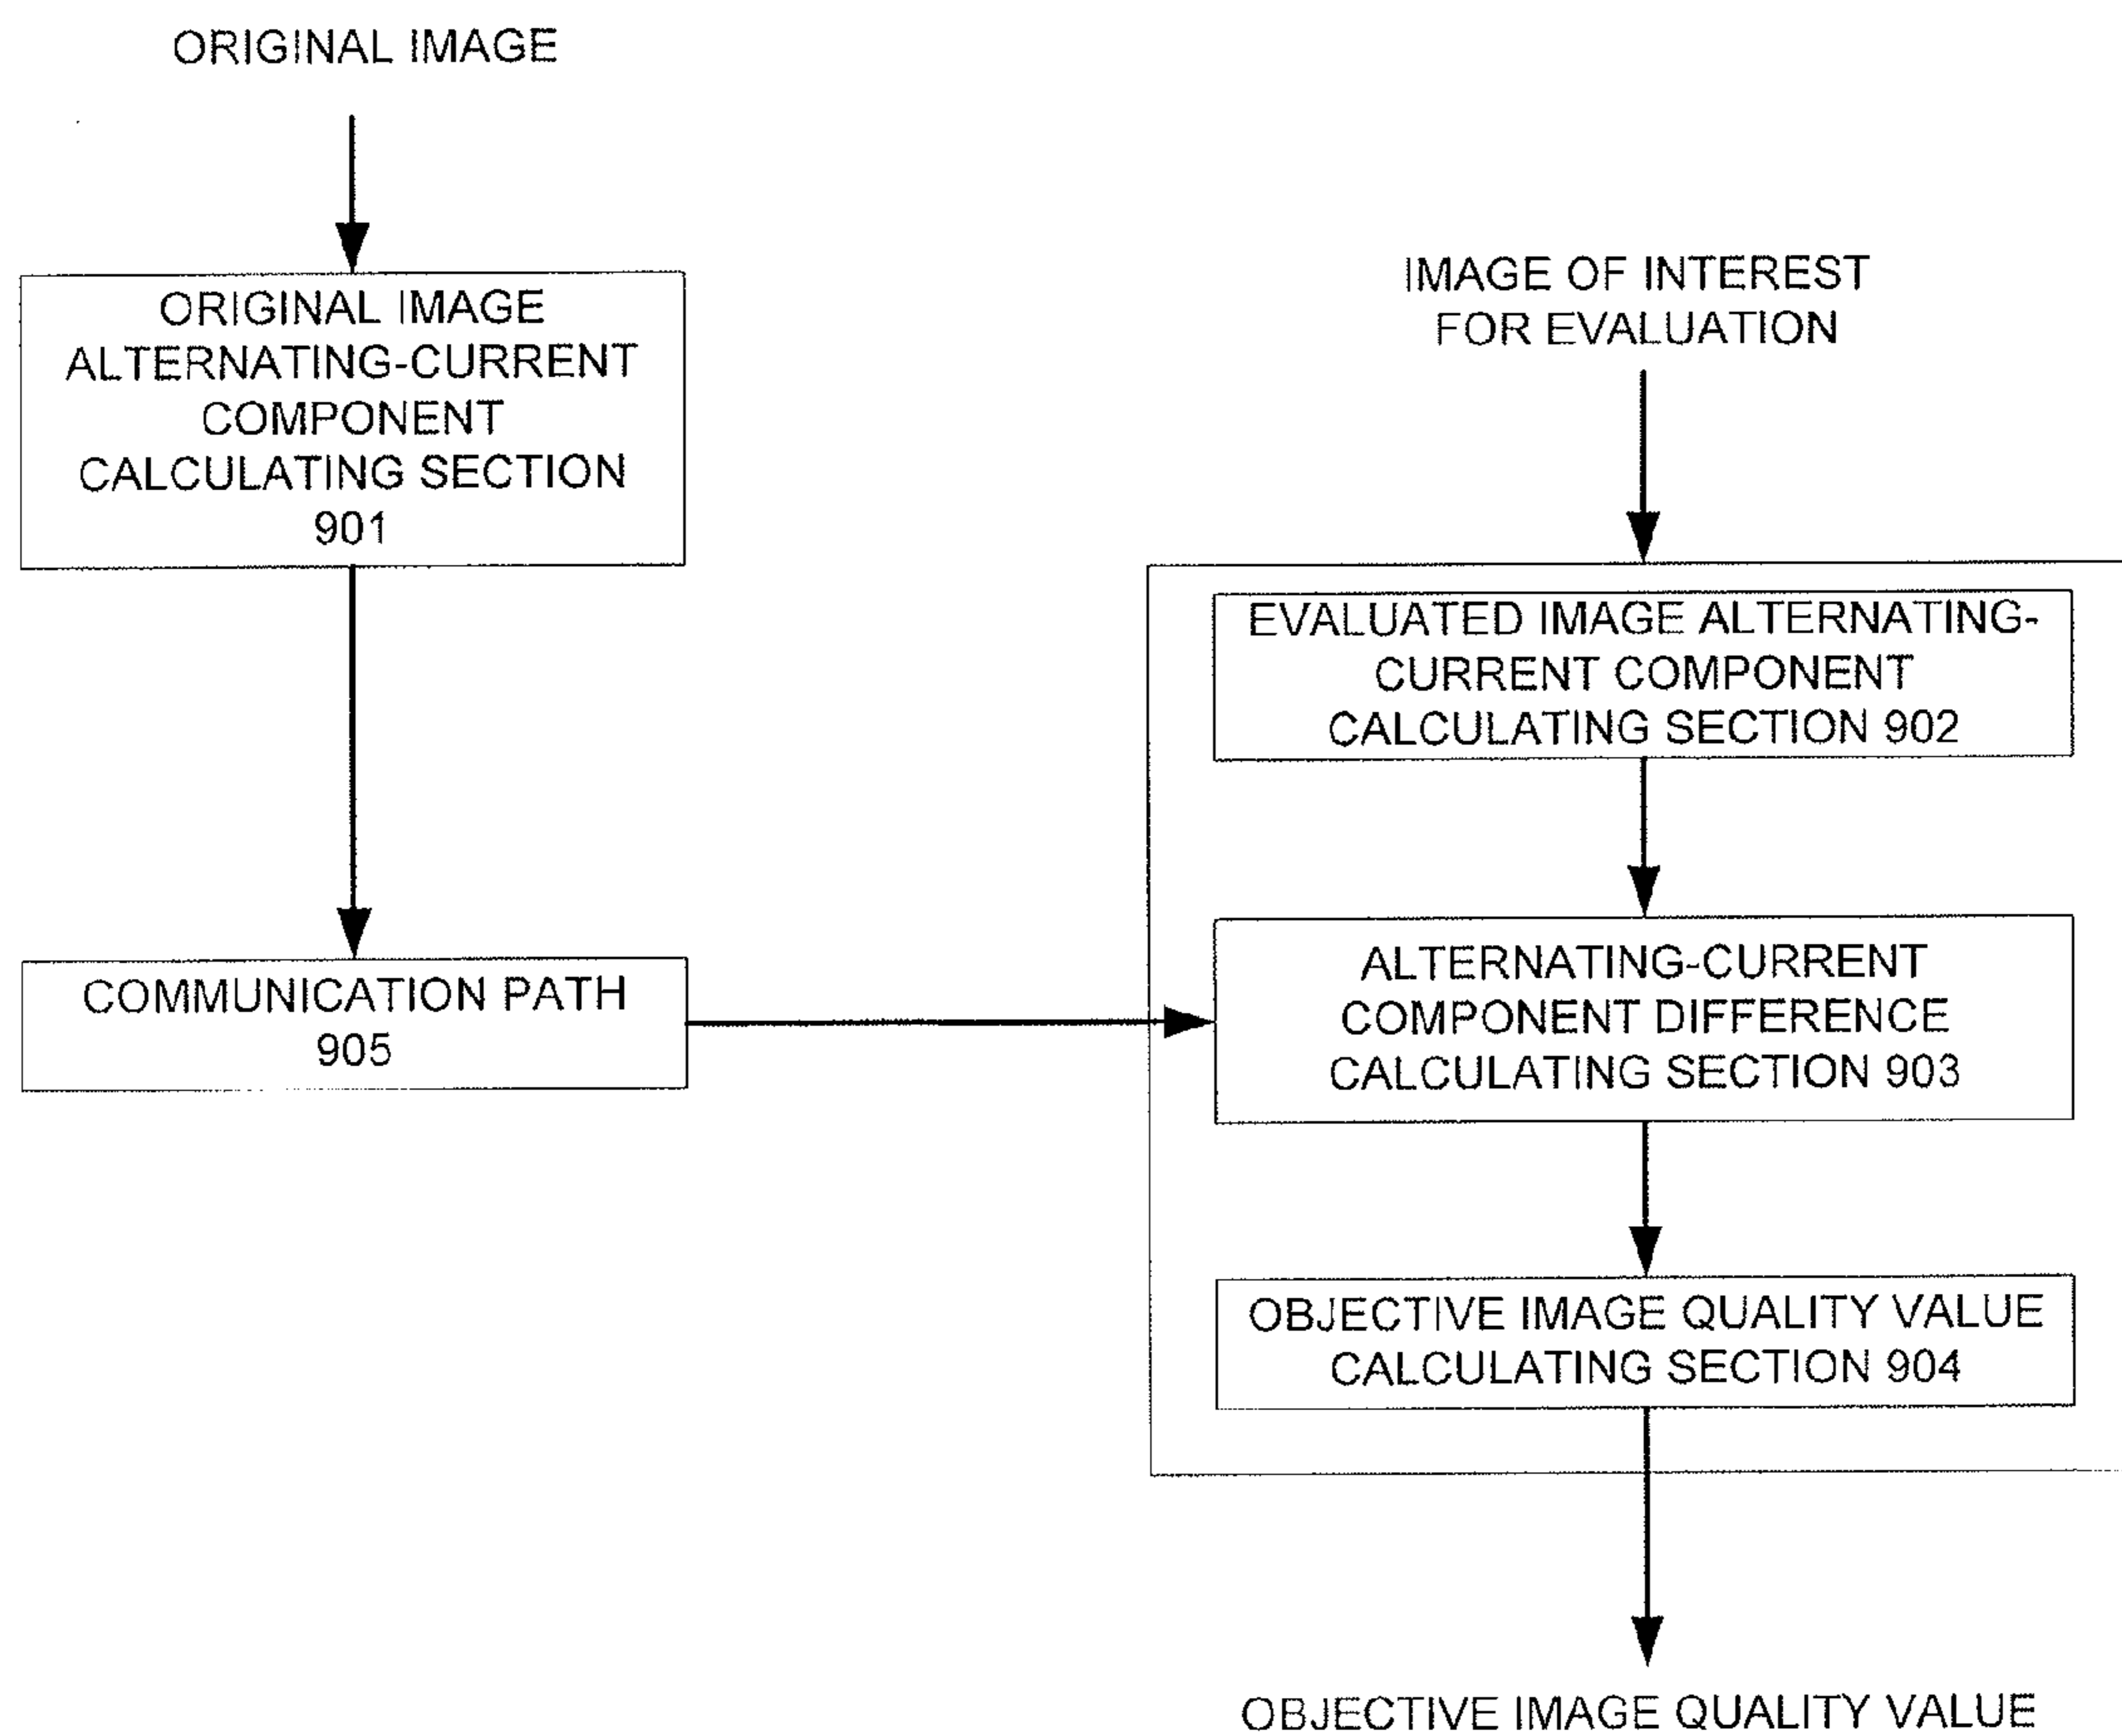 ORIGINAL IMAGE
ORIGINAL IMAGE
ALTERNATING-CURRENT
COMPONENT
CALCULATING SECTION
901
COMMUNICATION PATH
905
IMAGE OF INTEREST
FOR EVALUATION
EVALUATED IMAGE ALTERNATING-
CURRENT COMPONENT
CALCULATING SECTION 902
ALTERNATING-CURRENT
COMPONENT DIFFERENCE
CALCULATING SECTION 903
OBJECTIVE IMAGE QUALITY VALUE
CALCULATING SECTION 904
OBJECTIVE IMAGE QUALITY VALUE